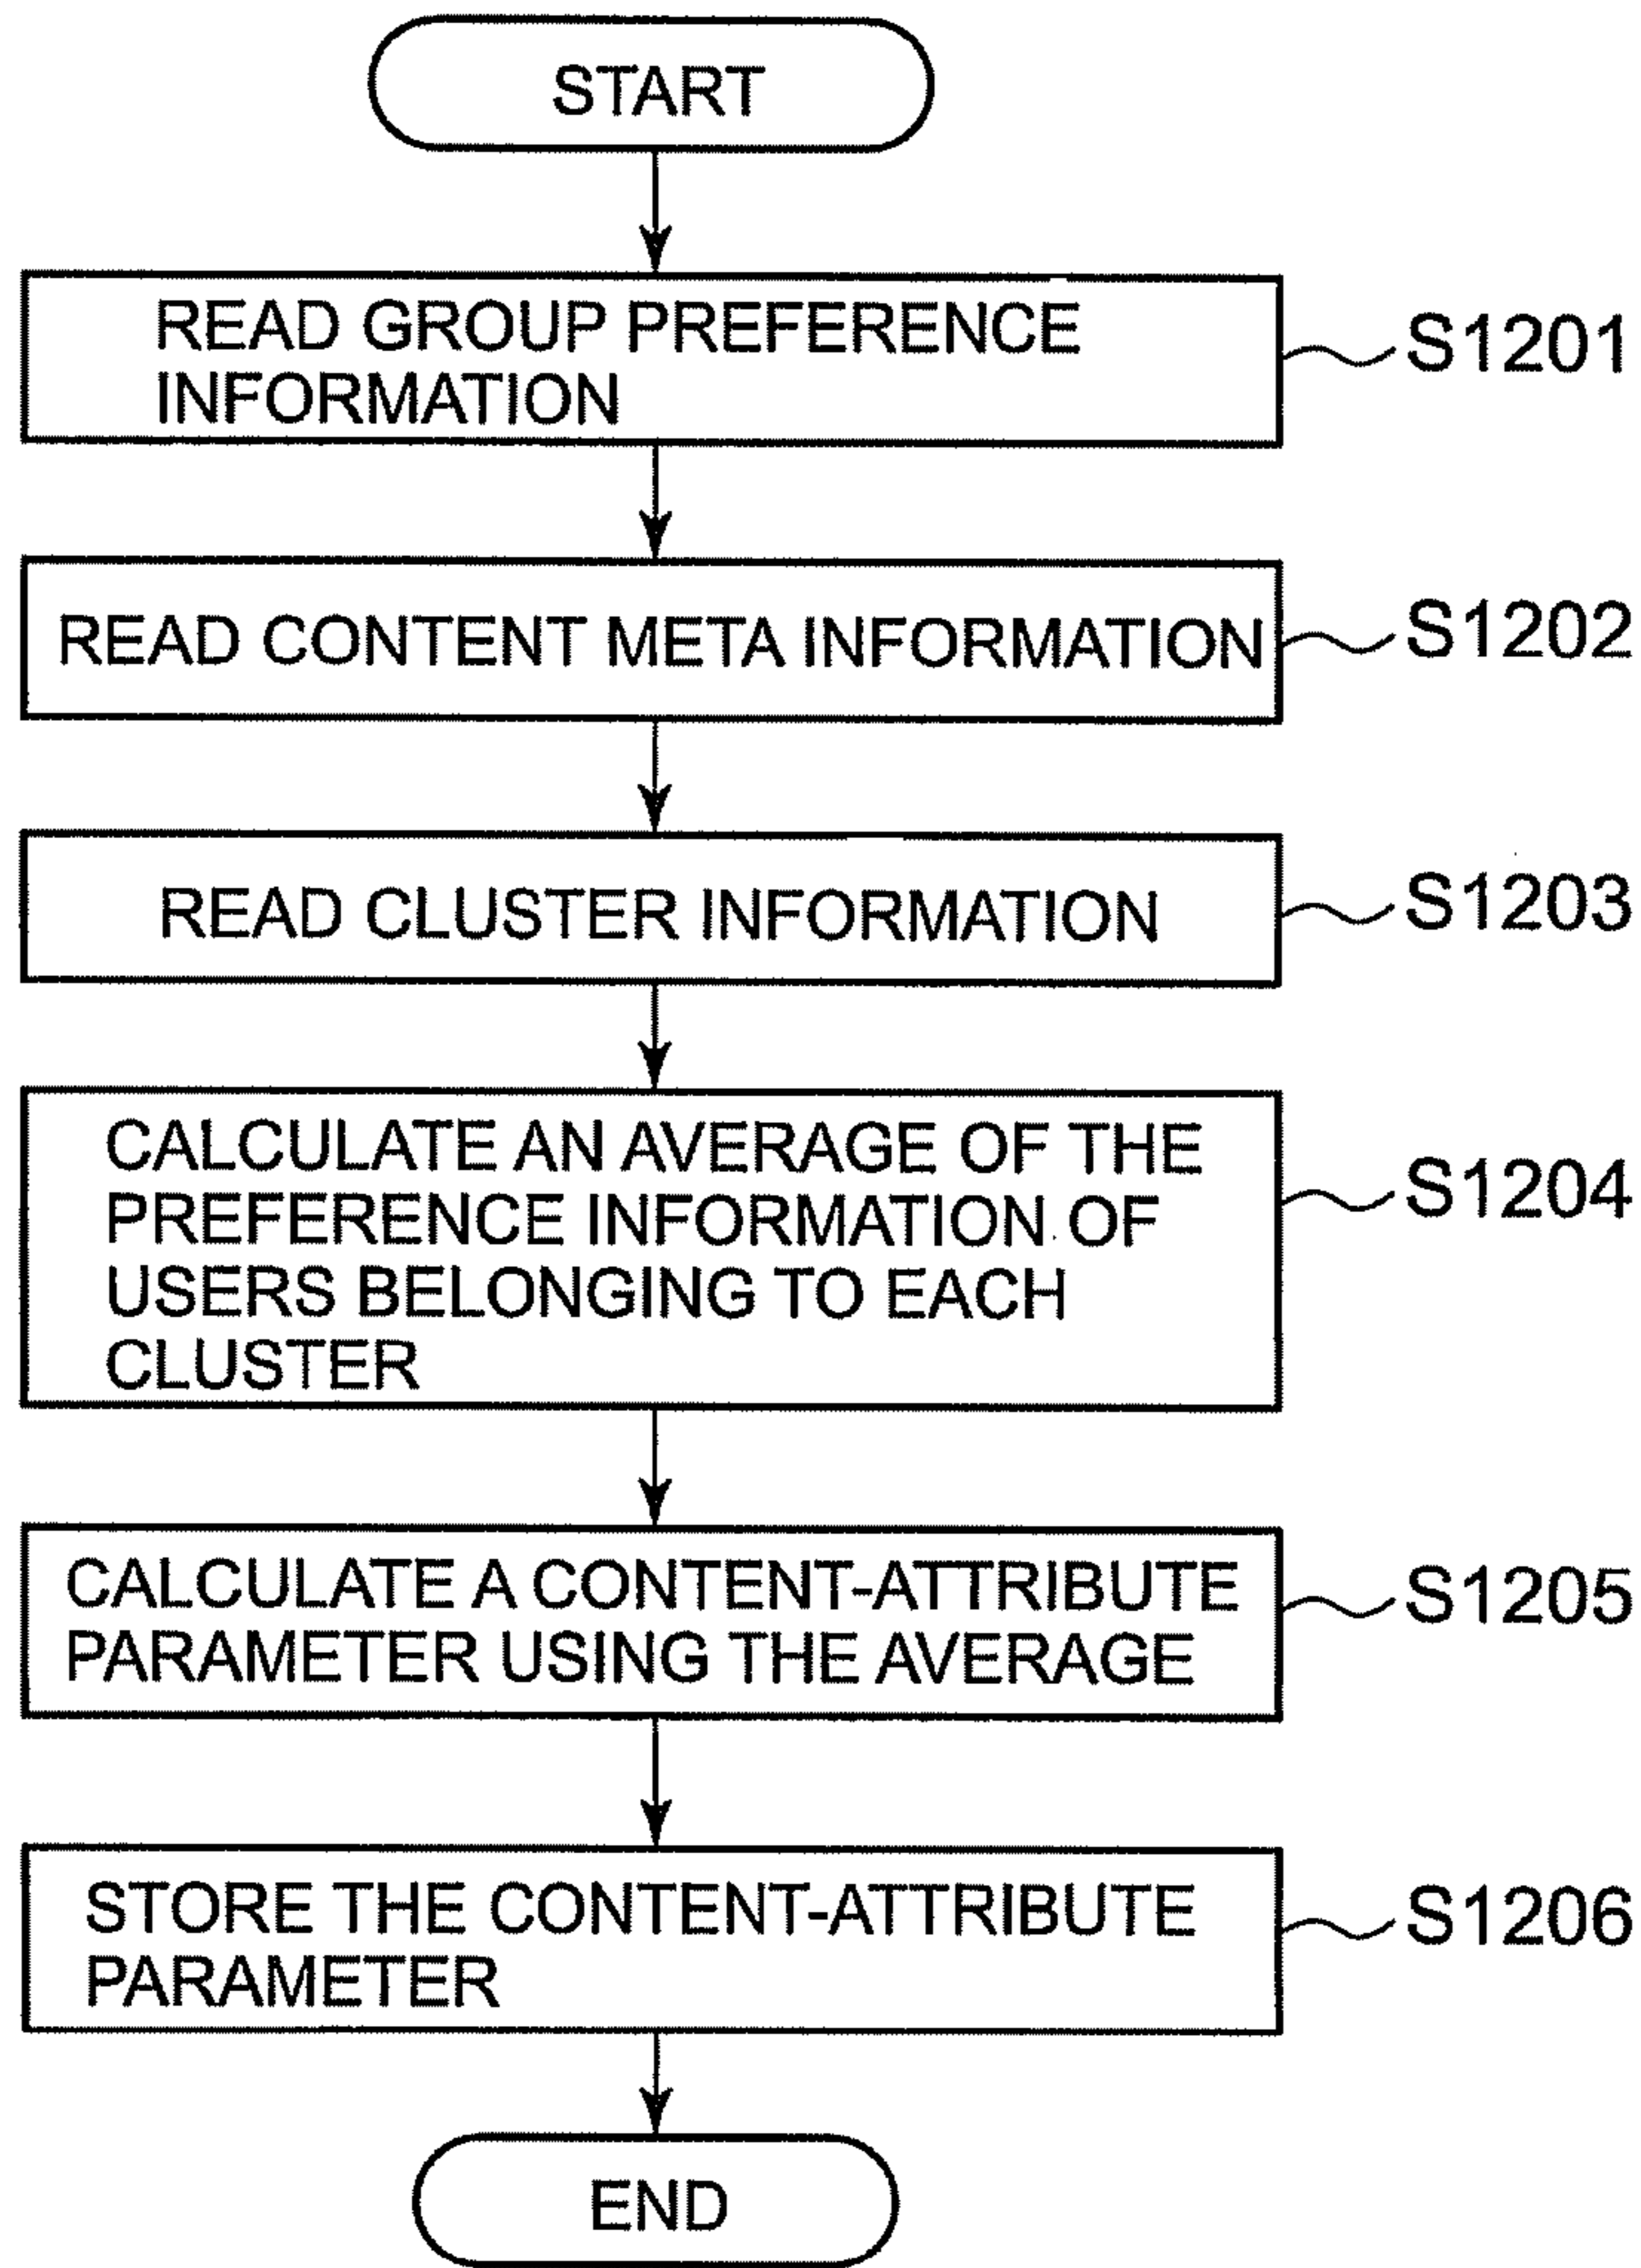 START
READ GROUP PREFERENCE
INFORMATION
S1201
READ CONTENT META INFORMATION
S1202
READ CLUSTER INFORMATION
S1203
CALCULATE AN AVERAGE OF THE
PREFERENCE INFORMATION OF
USERS BELONGING TO EACH
CLUSTER
S1204
CALCULATE A CONTENT-ATTRIBUTE
PARAMETER USING THE AVERAGE
S1205
STORE THE CONTENT-ATTRIBUTE
PARAMETER
S1206
END